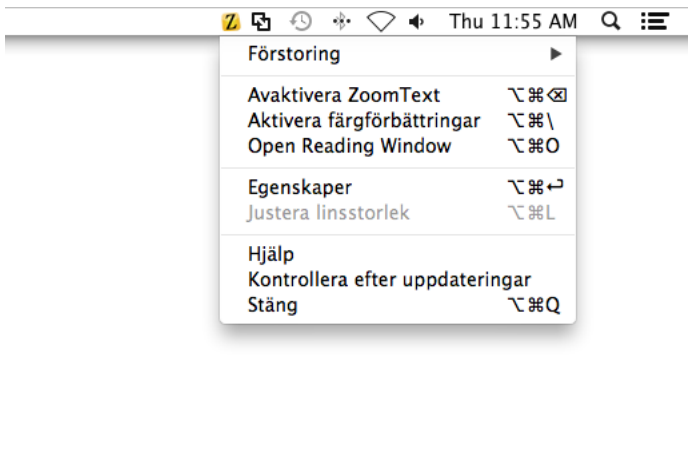 Z Thu 11:55 AM
Förstoring ▶
Avaktivera ZoomText ⌥⌘⌫
Aktivera färgförbättringar ⌥⌘\
Open Reading Window ⌥⌘O
Egenskaper ⌥⌘↩
Justera linsstorlek ⌥⌘L
Hjälp
Kontrollera efter uppdateringar
Stäng ⌥⌘Q